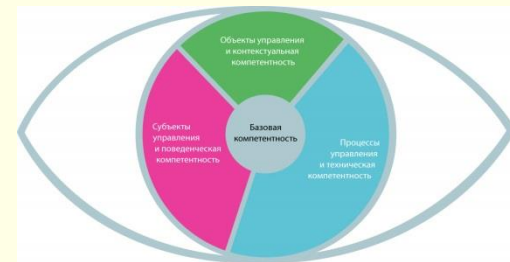 Объекты управления
и контекстуальная
компетентность
Базовая
компетентность
Субъекты
управления
и поведенческая
компетентность
Процессы
управления
и техническая
компетентность